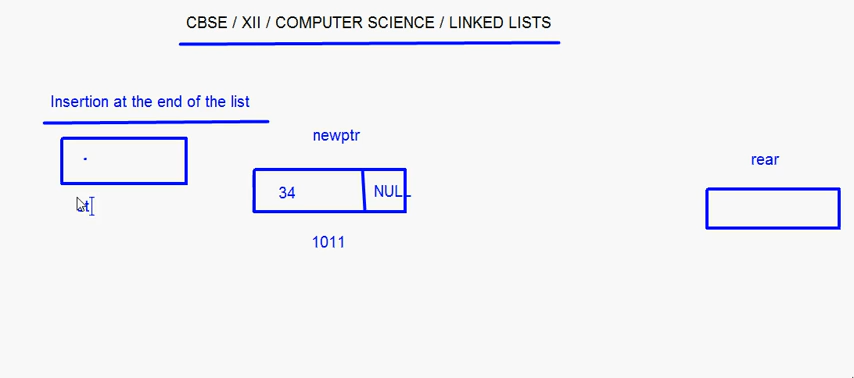 CBSE / XII / COMPUTER SCIENCE / LINKED LISTS
Insertion at the end of the list
newptr
rear
34 NULL
1011